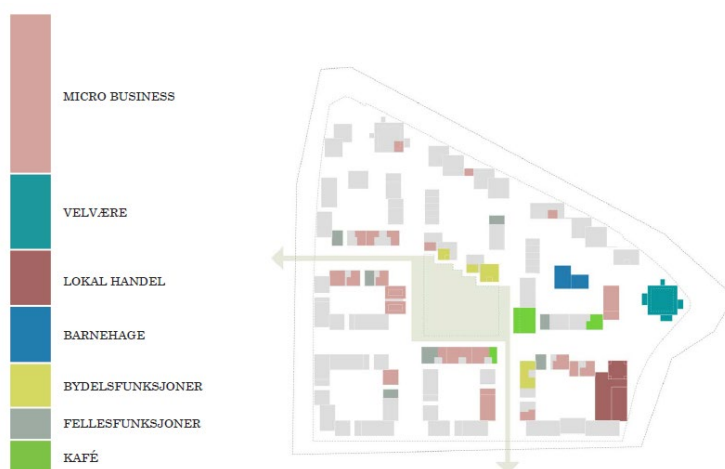 MICRO BUSINESS
VELVÆRE
LOKAL HANDEL
BARNEHAGE
BYDELSFUNKSJONER
FELLESFUNKSJONER
KAFÉ